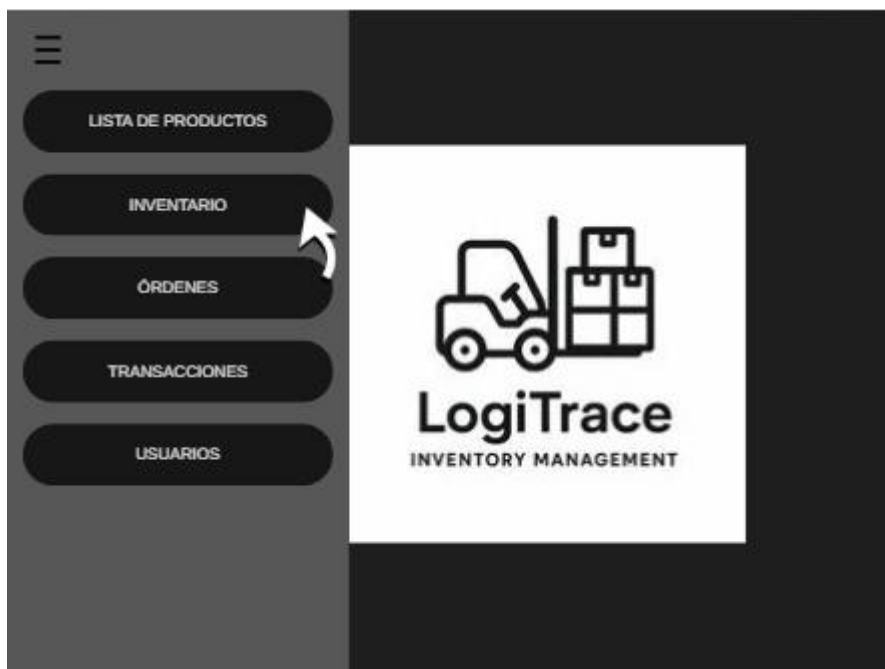 LISTA DE PRODUCTOS
INVENTARIO
ÓRDENES
TRANSACCIONES
USUARIOS
LogiTrace
INVENTORY MANAGEMENT